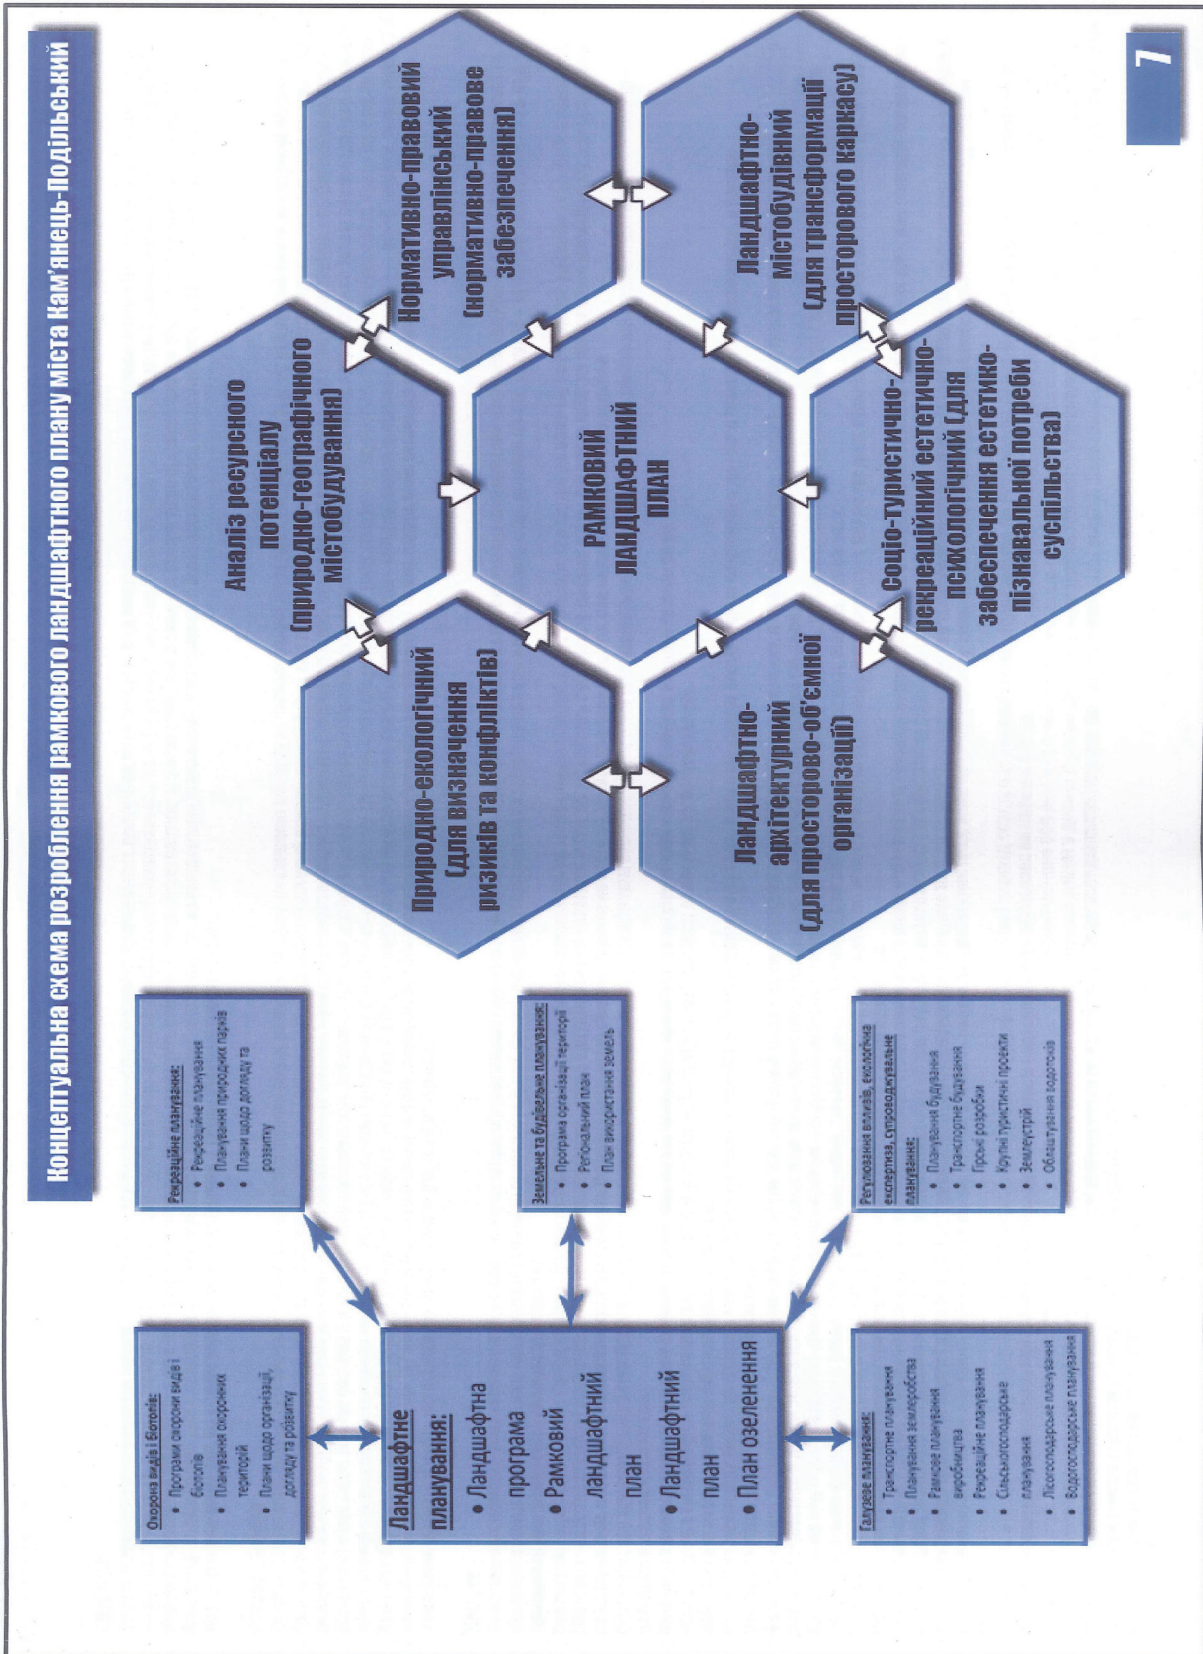 Концептуальна схема розроблення рамкового ландшафтного плану міста Кам'янець-Подільський
Охорона видів і біотопів:
• Програми охорони видів і
біотопів
• Планування охоронних
територій
• Плани щодо організації,
догляду та розвитку
Рекреаційне планування:
• Рекреаційне планування
• Планування природних парків
• Плани щодо догляду та
розвитку
Ландшафтне
планування:
• Ландшафтна
програма
• Рамковий
ландшафтний
план
• Ландшафтний
план
• План озеленення
Земельне та будівельне планування:
• Програма організації території
• Регіональний план
• План використання земель
Галузеве планування:
• Транспортне планування
• Планування землеробства
• Рамкове планування
виробництва
• Рекреаційне планування
• Сільськогосподарське
планування
• Лісогосподарське планування
• Водогосподарське планування
Регулювання впливів, екологічна
експертиза, супроводжувальне
планування:
• Планування будування
• Транспортне будування
• Гірські розробки
• Крупні туристичні проекти
• Землеустрій
• Облаштування водотоків
Аналіз ресурсного
потенціалу
(природно-географічного
містобудування)
Природно-екологічний
(для визначення
ризиків та конфліктів)
Нормативно-правовий
управлінський
(нормативно-правове
забезпечення)
РАМКОВИЙ
ЛАНДШАФТНИЙ
ПЛАН
Ландшафтно-
архітектурний
(для просторово-об'ємної
організації)
Ландшафтно-
містобудівний
(для трансформації
просторового каркасу)
Соціо-туристично-
рекреаційний естетично-
психологічний (для
забеспечення естетико-
пізнавальної потреби
суспільства)
7